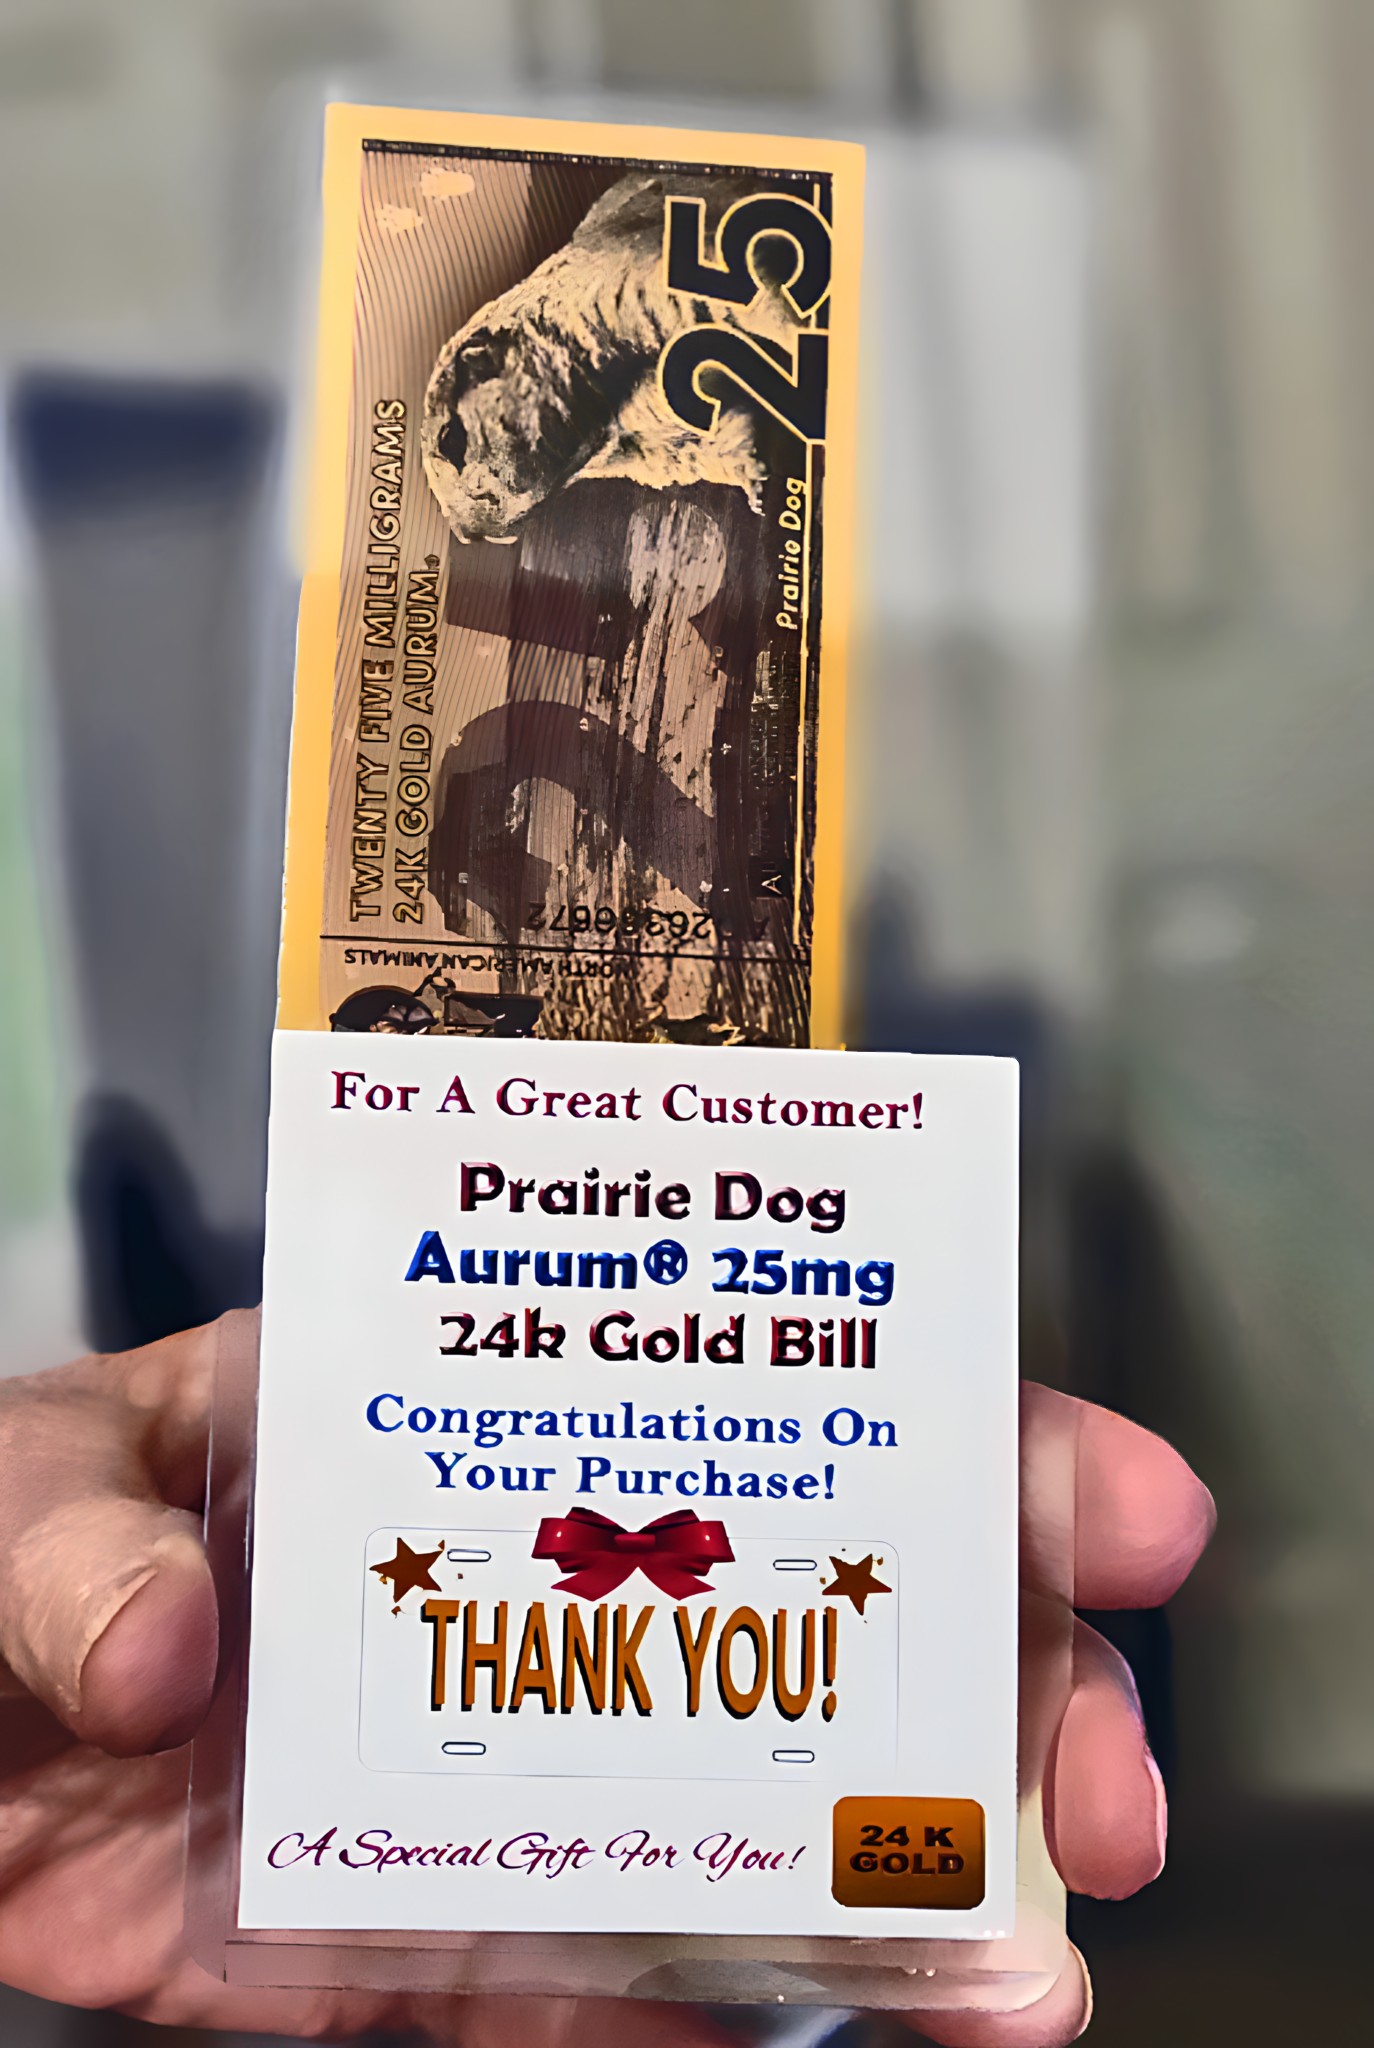 25
Prairie Dog
TWENTY FIVE MILLIGRAMS
24K GOLD AURUM®
NORTH AMERICAN ANIMALS
For A Great Customer!
Prairie Dog
Aurum® 25mg
24k Gold Bill
Congratulations On
Your Purchase!
THANK YOU!
A Special Gift For You!
24 K
GOLD